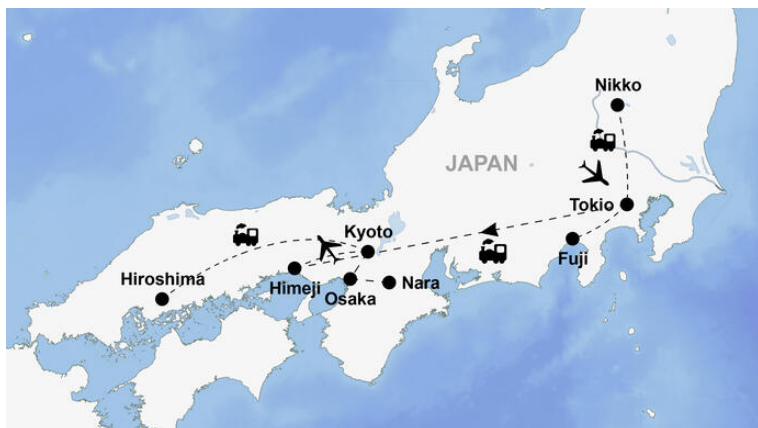 Nikko
JAPAN
Tokio
Kyoto
Fuji
Hiroshima
Himeji
Nara
Osaka